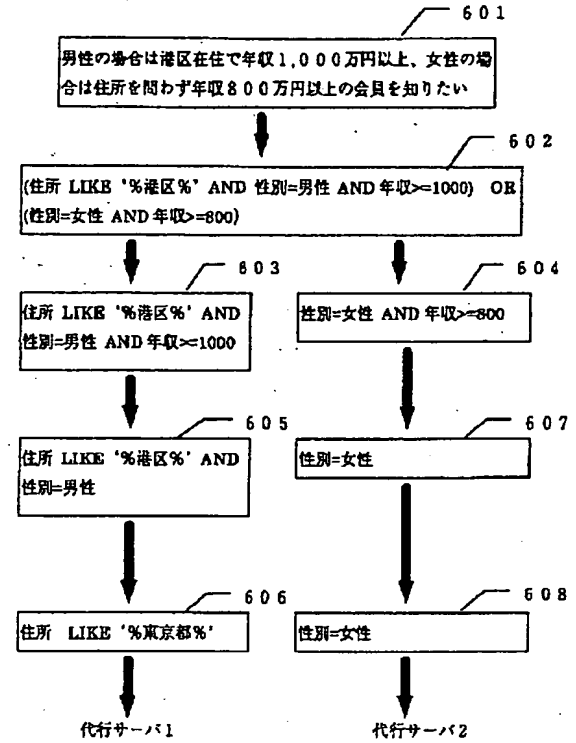 601
男性の場合は港区在住で年収1,000万円以上、女性の場
合は住所を問わず年収800万円以上の会員を知りたい
602
(住所 LIKE '%港区%' AND 性別=男性 AND 年収>=1000) OR
(性別=女性 AND 年収>=800)
603
住所 LIKE '%港区%' AND
性別=男性 AND 年収>=1000
604
性別=女性 AND 年収>=800
605
住所 LIKE '%港区%' AND
性別=男性
607
性別=女性
606
住所 LIKE '%東京都%'
608
性別=女性
代行サーバ1
代行サーバ2